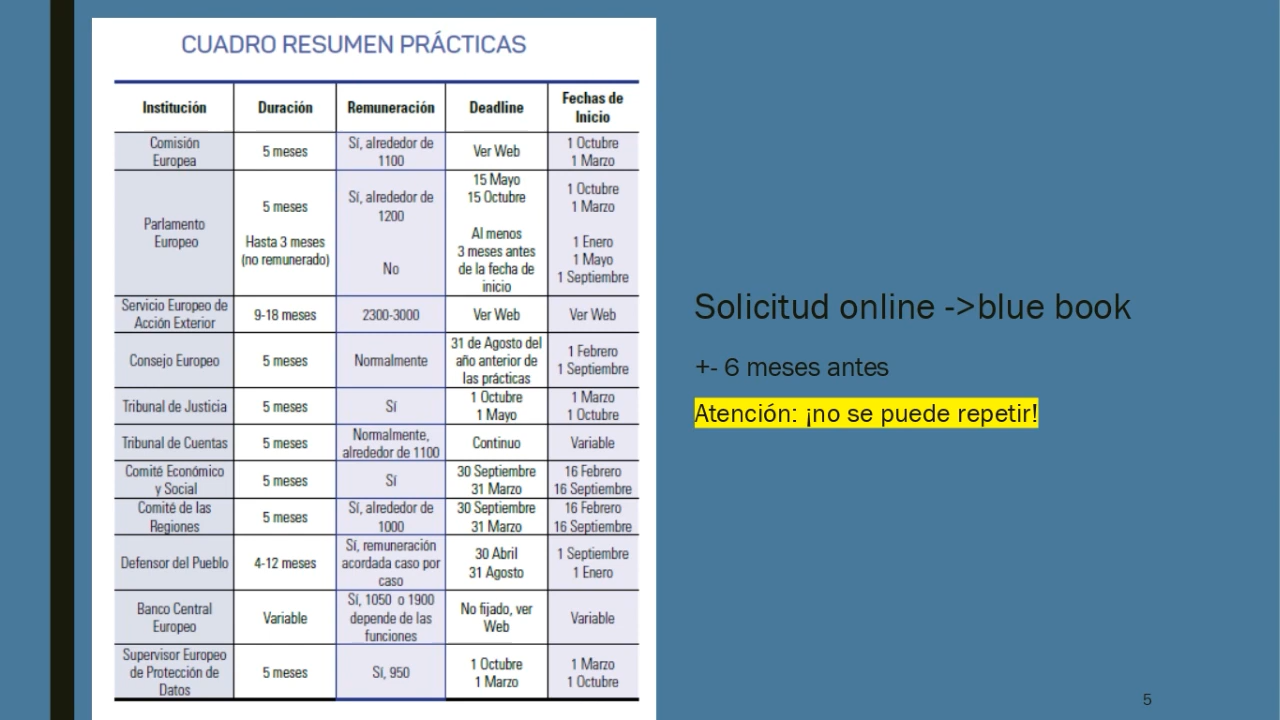 CUADRO RESUMEN PRÁCTICAS
Institución Duración Remuneración Deadline Fechas de Inicio
Comisión Europea 5 meses Sí, alrededor de 1100 Ver Web 1 Octubre 1 Marzo
Parlamento Europeo 5 meses Sí, alrededor de 1200 15 Mayo 15 Octubre 1 Octubre 1 Marzo
Hasta 3 meses (no remunerado) No Al menos 3 meses antes de la fecha de inicio 1 Enero 1 Mayo 1 Septiembre
Servicio Europeo de Acción Exterior 9-18 meses 2300-3000 Ver Web Ver Web
Consejo Europeo 5 meses Normalmente 31 de Agosto del año anterior de las prácticas 1 Febrero 1 Septiembre
Tribunal de Justicia 5 meses Sí 1 Octubre 1 Mayo 1 Marzo 1 Octubre
Tribunal de Cuentas 5 meses Normalmente, alrededor de 1100 Continuo Variable
Comité Económico y Social 5 meses Sí 30 Septiembre 31 Marzo 16 Febrero 16 Septiembre
Comité de las Regiones 5 meses Sí, alrededor de 1000 30 Septiembre 31 Marzo 16 Febrero 16 Septiembre
Defensor del Pueblo 4-12 meses Sí, remuneración acordada caso por caso 30 Abril 31 Agosto 1 Septiembre 1 Enero
Banco Central Europeo Variable Sí, 1050 o 1900 depende de las funciones No fijado, ver Web Variable
Supervisor Europeo de Protección de Datos 5 meses Sí, 950 1 Octubre 1 Marzo 1 Marzo 1 Octubre
Solicitud online ->blue book
+- 6 meses antes
Atención: ¡no se puede repetir!
5